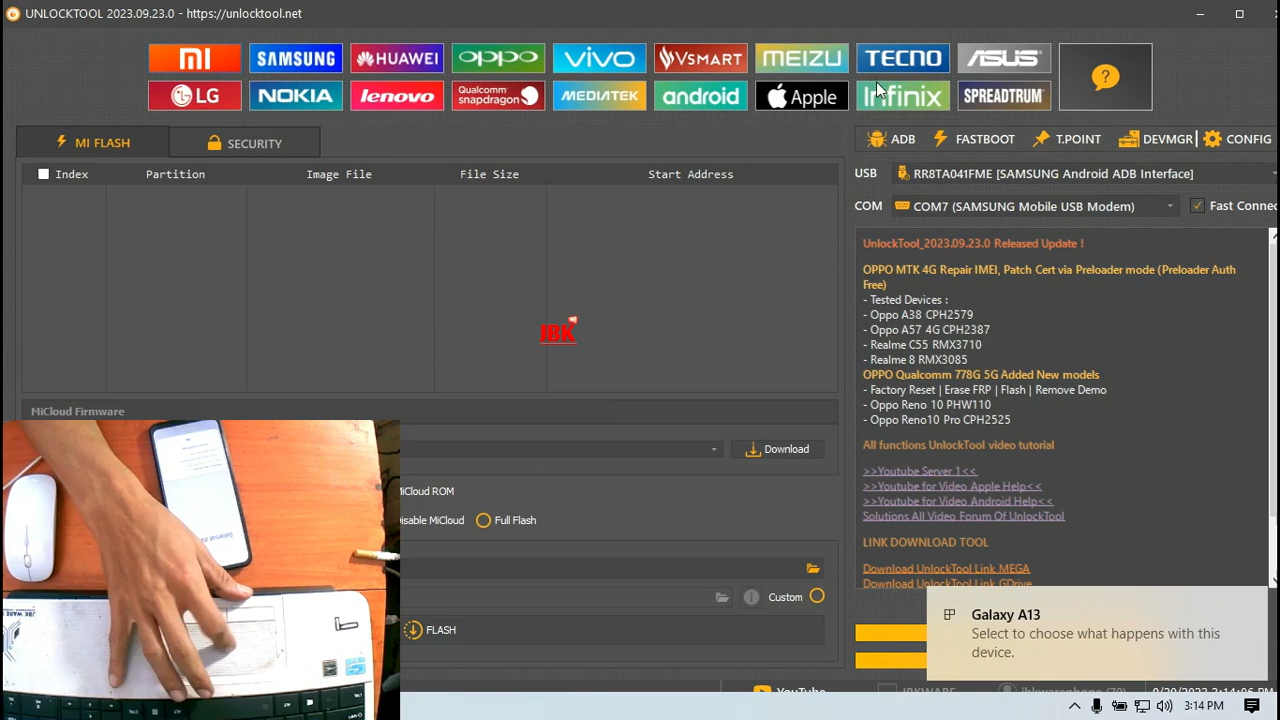 UNLOCKTOOL 2023.09.23.0 - https://unlocktool.net
MI SAMSUNG HUAWEI oppo vivo VSMART MEIZU TECNO ASUS
LG NOKIA lenovo Qualcomm snapdragon MEDIATEK android Apple Infinix SPREADTRUM
?
MI FLASH SECURITY
ADB FASTBOOT T.POINT DEVMGR CONFIG
Index Partition Image File File Size Start Address
USB RR8TA041FME [SAMSUNG Android ADB Interface]
COM COM7 (SAMSUNG Mobile USB Modem) Fast Connec
UnlockTool_2023.09.23.0 Released Update !
OPPO MTK 4G Repair IMEI, Patch Cert via Preloader mode (Preloader Auth
Free)
- Tested Devices :
- Oppo A38 CPH2579
- Oppo A57 4G CPH2387
- Realme C55 RMX3710
- Realme 8 RMX3085
OPPO Qualcomm 778G 5G Added New models
- Factory Reset | Erase FRP | Flash | Remove Demo
- Oppo Reno 10 PHW110
- Oppo Reno10 Pro CPH2525
All functions UnlockTool video tutorial
>>Youtube Server 1<<
>>Youtube for Video Apple Help<<
>>Youtube for Video Android Help<<
Solutions All Video Forum Of UnlockTool
LINK DOWNLOAD TOOL
Download UnlockTool Link MEGA
Download UnlockTool Link GDrive
JBK
MiCloud Firmware
Download
MiCloud ROM
Disable MiCloud Full Flash
Custom
FLASH
Galaxy A13
Select to choose what happens with this
device.
YouTube
3:14 PM